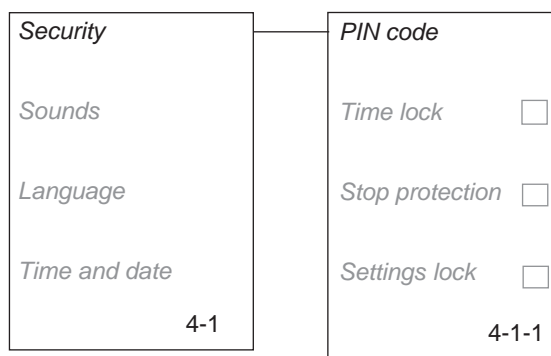 Security
Sounds
Language
Time and date
4-1
PIN code
Time lock
Stop protection
Settings lock
4-1-1